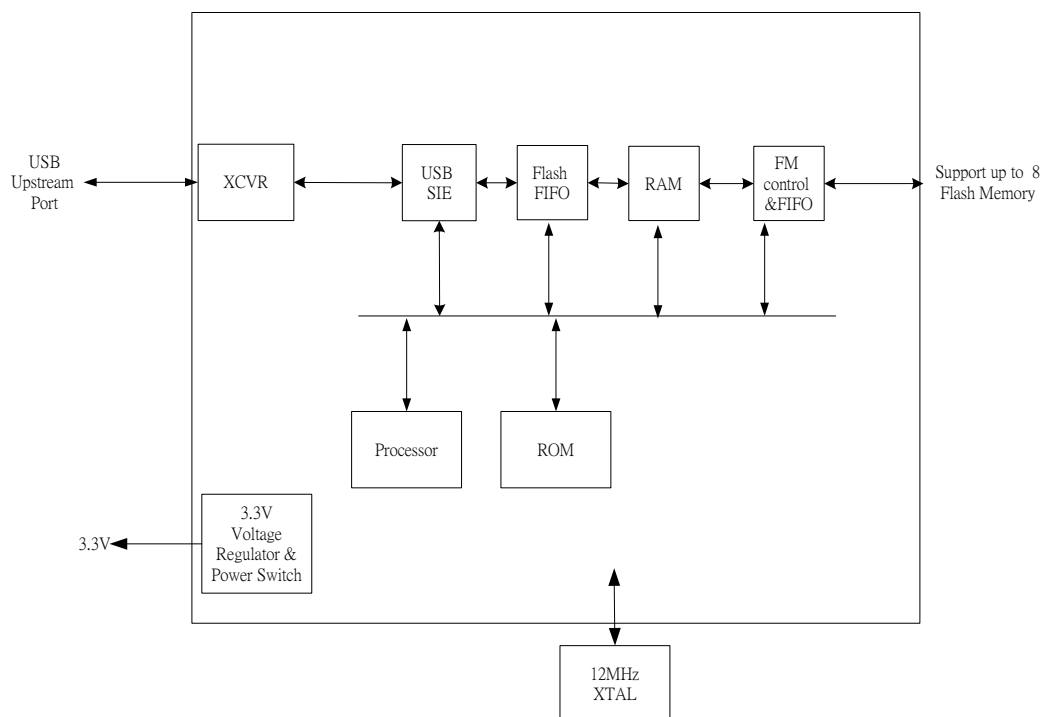 USB
Upstream
Port
XCVR
USB
SIE
Flash
FIFO
RAM
FM
control
&FIFO
Support up to 8
Flash Memory
Processor
ROM
3.3V
3.3V
Voltage
Regulator &
Power Switch
12MHz
XTAL